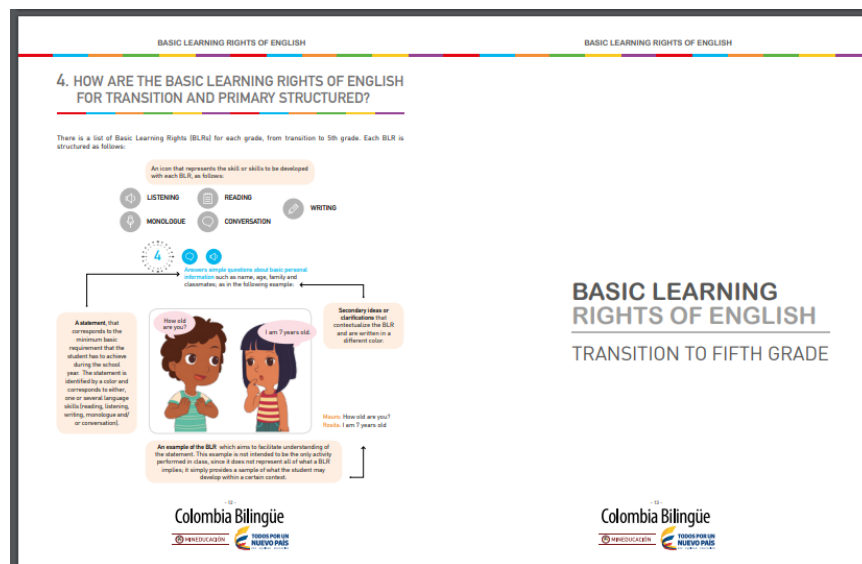 BASIC LEARNING RIGHTS OF ENGLISH
4. HOW ARE THE BASIC LEARNING RIGHTS OF ENGLISH
FOR TRANSITION AND PRIMARY STRUCTURED?
There is a list of Basic Learning Rights (BLRs) for each grade, from transition to 5th grade. Each BLR is
structured as follows:
An icon that represents the skill or skills to be developed
with each BLR, as follows:
LISTENING
READING
WRITING
MONOLOGUE
CONVERSATION
4
Answers simple questions about basic personal
information such as name, age, family and
classmates; as in the following example:
A statement, that
corresponds to the
minimum basic
requirement that the
student has to achieve
during the school
year. The statement is
identified by a color and
corresponds to either,
one or several language
skills (reading, listening,
writing, monologue and/
or conversation).
How old
are you?
I am 7 years old.
Secondary ideas or
clarifications that
contextualize the BLR
and are written in a
different color.
Mauro: How old are you?
I am 7 years old
An example of the BLR which aims to facilitate understanding of
the statement. This example is not intended to be the only activity
performed in class, since it does not represent all of what a BLR
implies; it simply provides a sample of what the student may
develop within a certain context.
- 12 -
Colombia Bilingüe
MINEDUCACIÓN
TODOS POR UN
NUEVO PAÍS
BASIC LEARNING RIGHTS OF ENGLISH
BASIC LEARNING
RIGHTS OF ENGLISH
TRANSITION TO FIFTH GRADE
- 13 -
Colombia Bilingüe
MINEDUCACIÓN
TODOS POR UN
NUEVO PAÍS